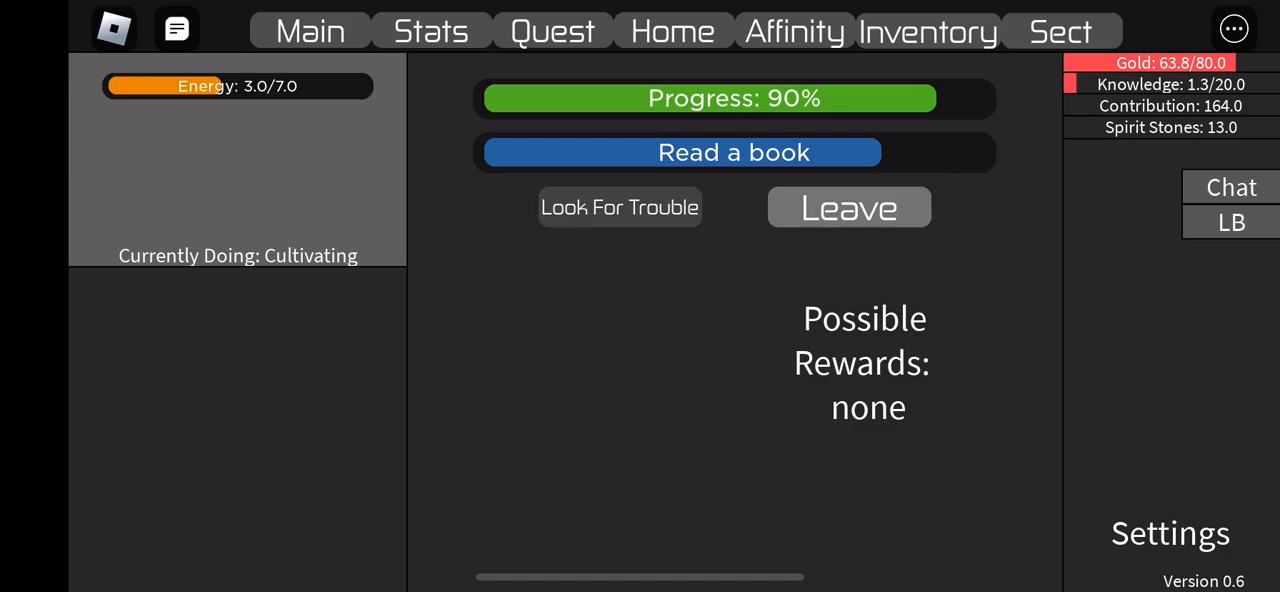 Main
Stats
Quest
Home
Affinity
Inventory
Sect
Energy: 3.0/7.0
Currently Doing: Cultivating
Progress: 90%
Read a book
Look For Trouble
Leave
Possible
Rewards:
none
Gold: 63.8/80.0
Knowledge: 1.3/20.0
Contribution: 164.0
Spirit Stones: 13.0
Chat
LB
Settings
Version 0.6